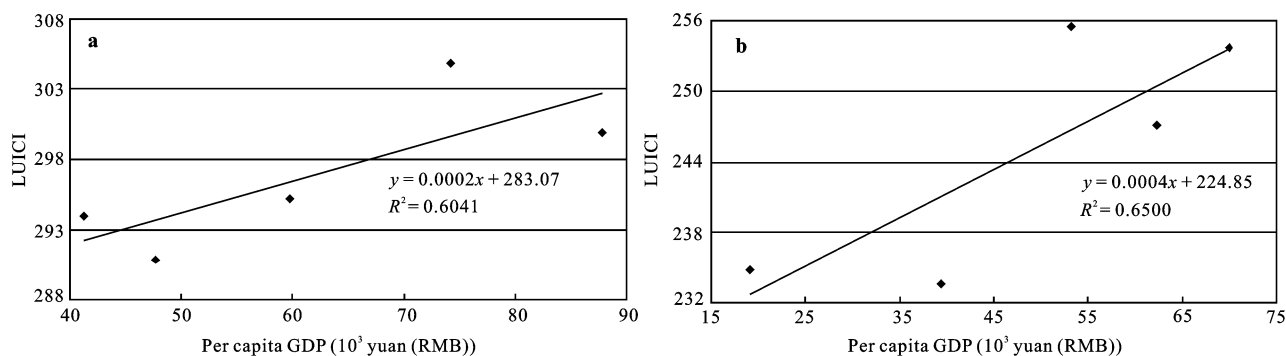 a
308
303
298
293
288
LUICI
y = 0.0002x + 283.07
R² = 0.6041
40 50 60 70 80 90
Per capita GDP (10³ yuan (RMB))
b
256
250
244
238
232
LUICI
y = 0.0004x + 224.85
R² = 0.6500
15 25 35 45 55 65 75
Per capita GDP (10³ yuan (RMB))